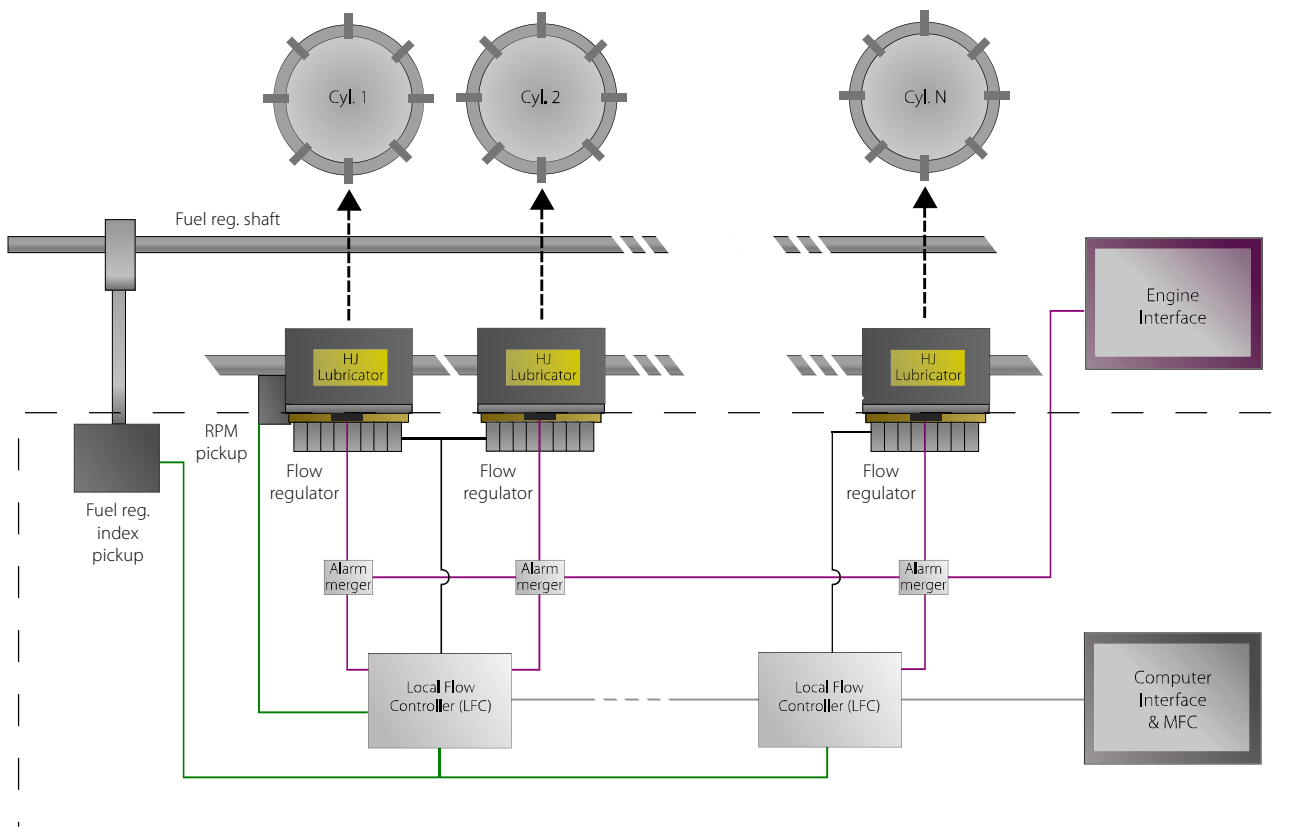 Cyl. 1
Cyl. 2
Cyl. N
Fuel reg. shaft
Engine
Interface
HJ
Lubricator
HJ
Lubricator
HJ
Lubricator
RPM
pickup
Flow
regulator
Flow
regulator
Flow
regulator
Fuel reg.
index
pickup
Alarm
merger
Alarm
merger
Alarm
merger
Local Flow
Controller (LFC)
Local Flow
Controller (LFC)
Computer
Interface
& MFC